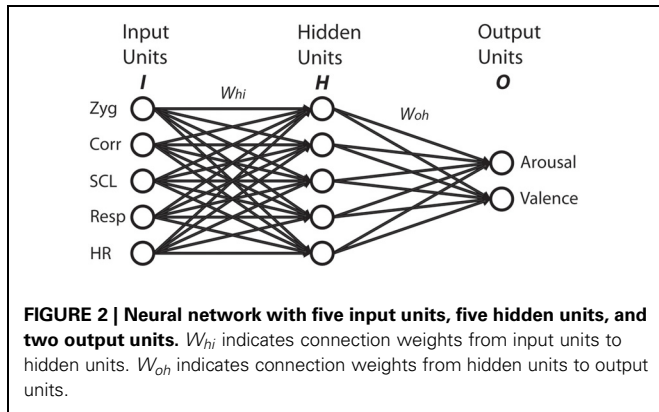 Input
Units
I
Hidden
Units
H
Output
Units
O
Whi
Woh
Zyg
Corr
SCL
Resp
HR
Arousal
Valence
FIGURE 2 | Neural network with five input units, five hidden units, and
two output units. Whi indicates connection weights from input units to
hidden units. Woh indicates connection weights from hidden units to output
units.